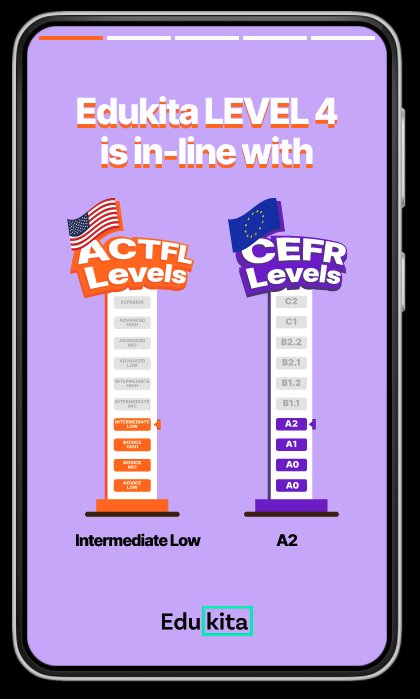 Edukita LEVEL 4
is in-line with
ACTFL
Levels
SUPERIOR
ADVANCED
HIGH
ADVANCED
MID
ADVANCED
LOW
INTERMEDIATE
HIGH
INTERMEDIATE
MID
INTERMEDIATE
LOW
NOVICE
HIGH
NOVICE
MID
NOVICE
LOW
Intermediate Low
CEFR
Levels
C2
C1
B2.2
B2.1
B1.2
B1.1
A2
A1
A0
A0
A2
Edukita